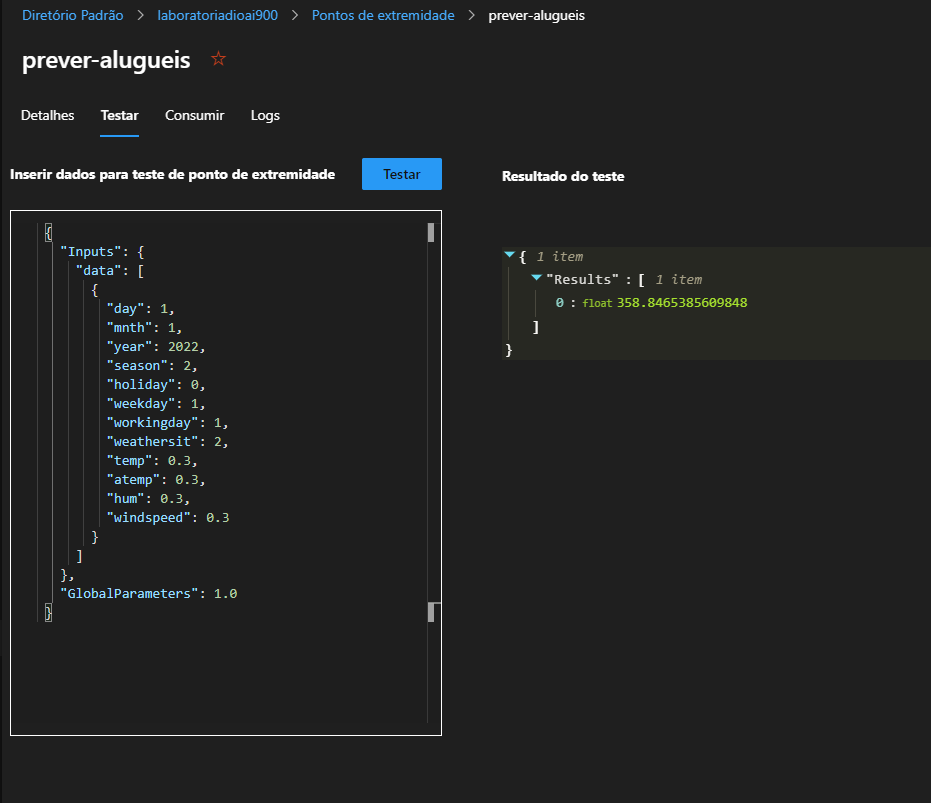 Diretório Padrão > laboratoriadioai900 > Pontos de extremidade > prever-alugueis
prever-alugueis ☆
Detalhes Testar Consumir Logs
Inserir dados para teste de ponto de extremidade Testar
{
"Inputs": {
"data": [
{
"day": 1,
"mnth": 1,
"year": 2022,
"season": 2,
"holiday": 0,
"weekday": 1,
"workingday": 1,
"weathersit": 2,
"temp": 0.3,
"atemp": 0.3,
"hum": 0.3,
"windspeed": 0.3
}
]
},
"GlobalParameters": 1.0
}
Resultado do teste
{ 1 item
"Results" : [ 1 item
0 : float 358.8465385609848
]
}